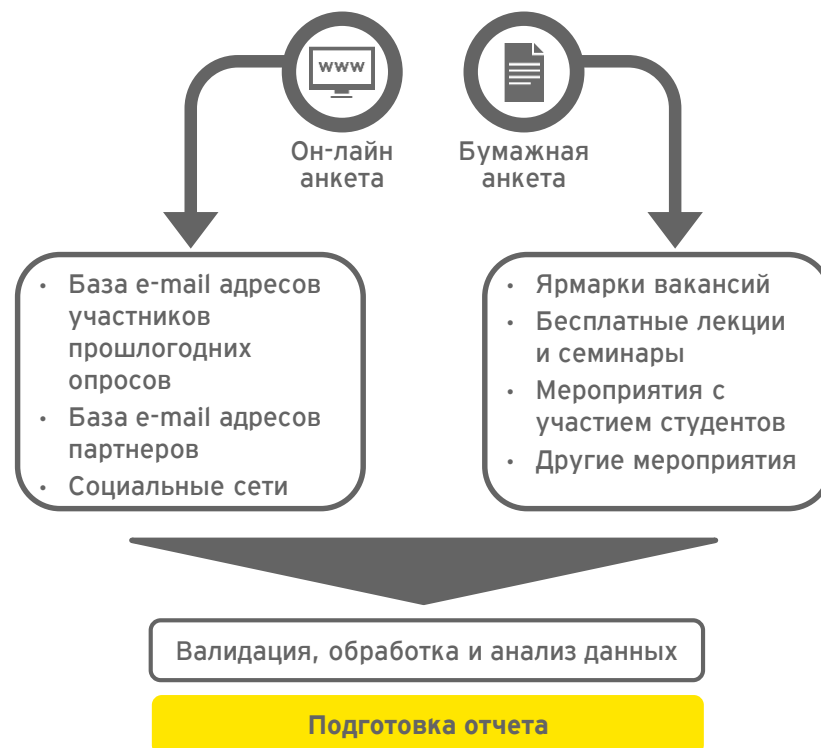 www
Он-лайн
анкета
Бумажная
анкета
· База e-mail адресов
участников
прошлогодних
опросов
· База e-mail адресов
партнеров
· Социальные сети
· Ярмарки вакансий
· Бесплатные лекции
и семинары
· Мероприятия с
участием студентов
· Другие мероприятия
Валидация, обработка и анализ данных
Подготовка отчета